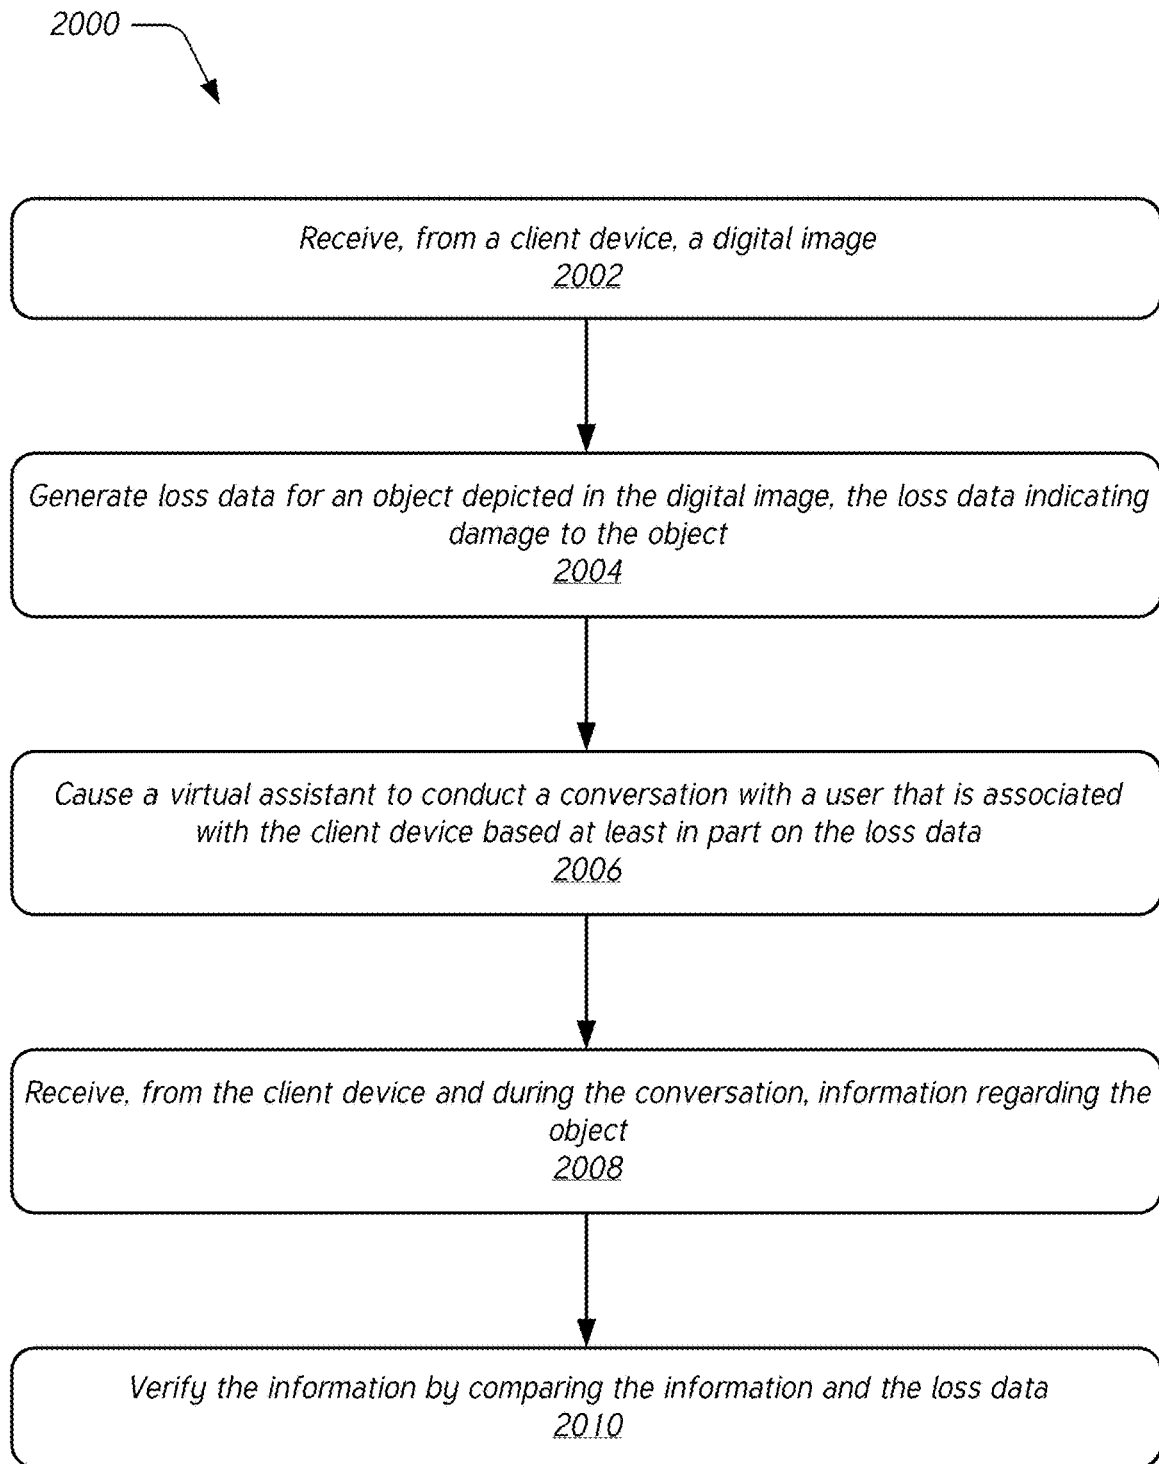 2000
Receive, from a client device, a digital image
2002
Generate loss data for an object depicted in the digital image, the loss data indicating
damage to the object
2004
Cause a virtual assistant to conduct a conversation with a user that is associated
with the client device based at least in part on the loss data
2006
Receive, from the client device and during the conversation, information regarding the
object
2008
Verify the information by comparing the information and the loss data
2010